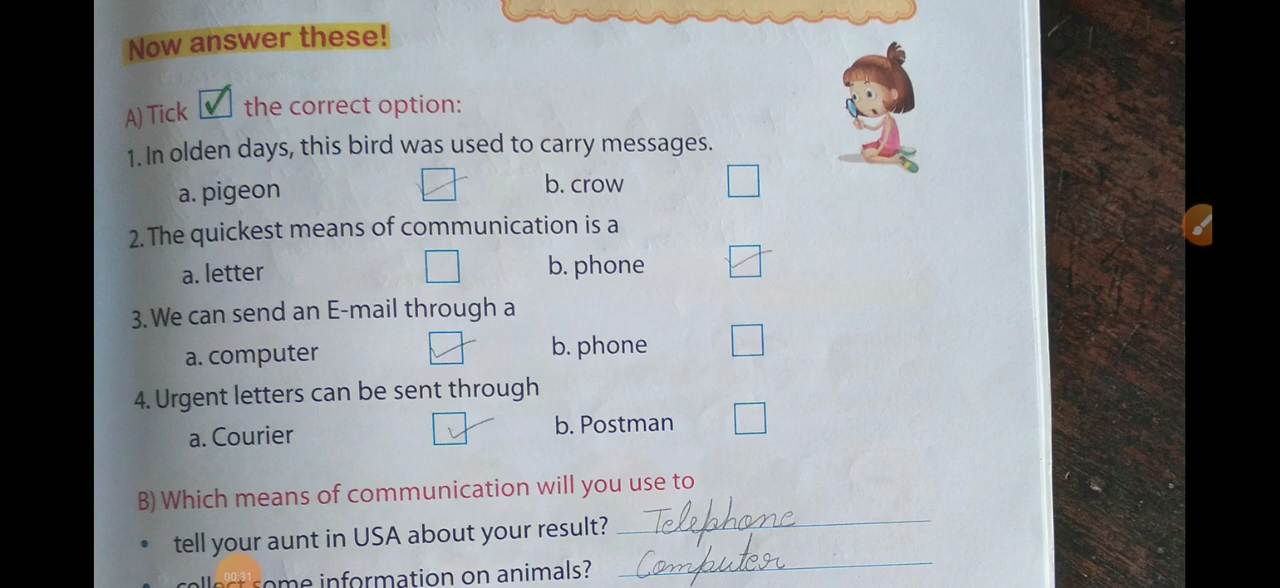 Now answer these!
A) Tick ☑ the correct option:
1. In olden days, this bird was used to carry messages.
a. pigeon ☑ b. crow ☐
2. The quickest means of communication is a
a. letter ☐ b. phone ☑
3. We can send an E-mail through a
a. computer ☑ b. phone ☐
4. Urgent letters can be sent through
a. Courier ☑ b. Postman ☐
B) Which means of communication will you use to
• tell your aunt in USA about your result? Telephone
• collect some information on animals? Computer
00:31